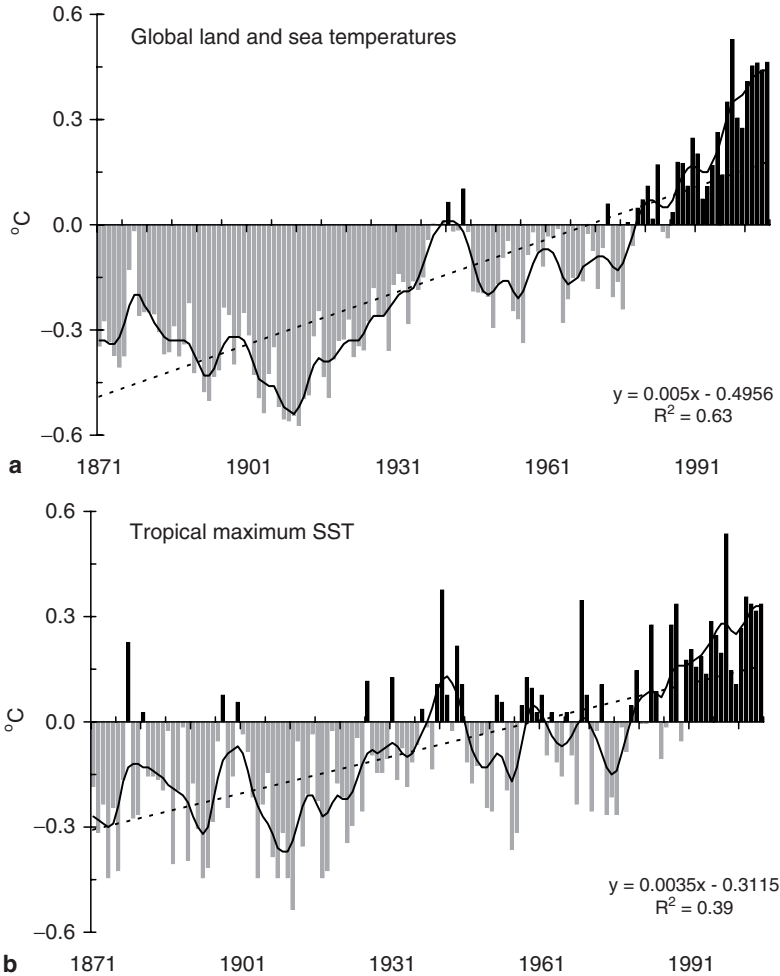 0.6
Global land and sea temperatures
0.3
0.0
°C
−0.3
y = 0.005x - 0.4956
R² = 0.63
−0.6
a 1871 1901 1931 1961 1991
0.6
Tropical maximum SST
0.3
0.0
°C
−0.3
y = 0.0035x - 0.3115
R² = 0.39
−0.6
b 1871 1901 1931 1961 1991